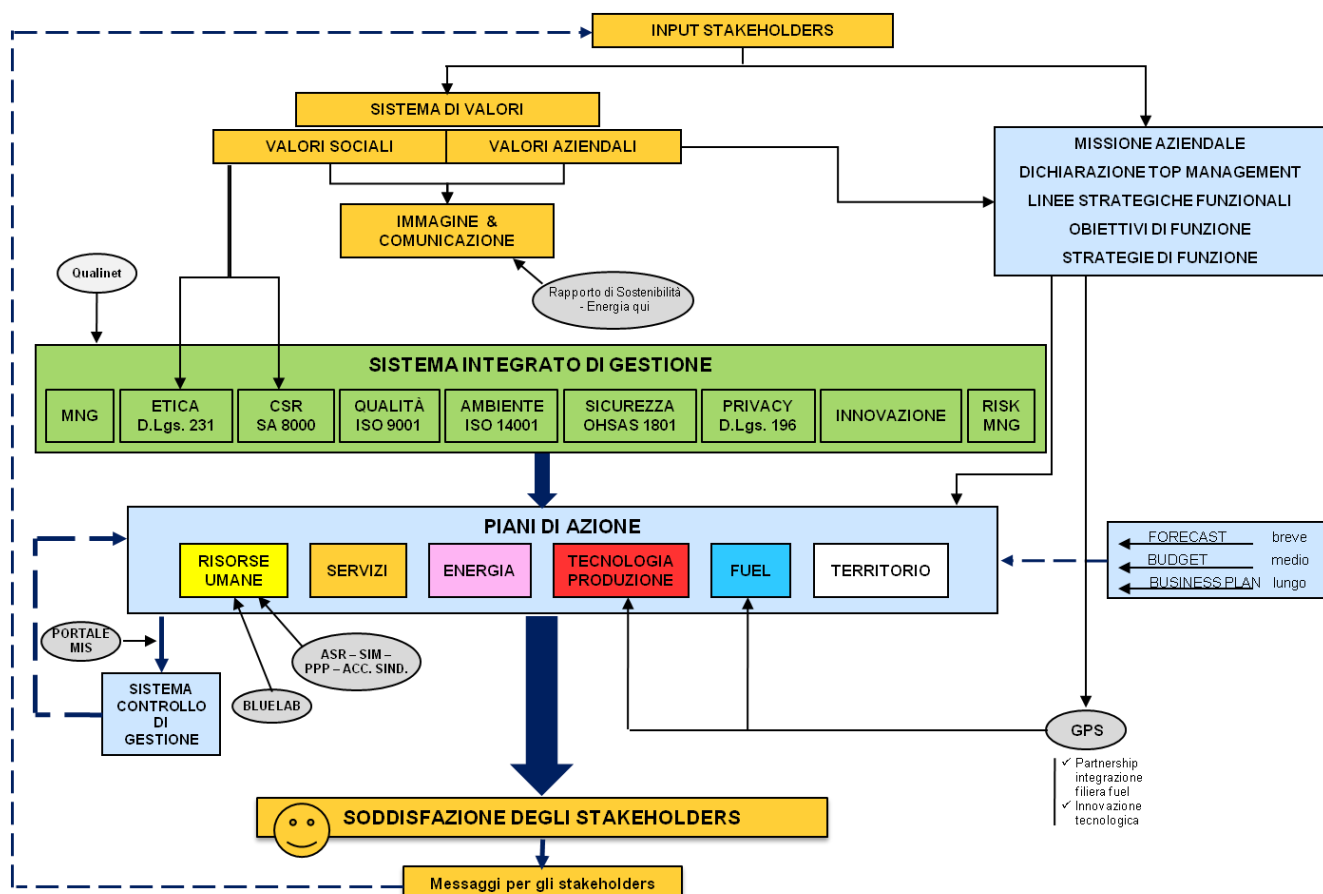 INPUT STAKEHOLDERS
SISTEMA DI VALORI
VALORI SOCIALI
VALORI AZIENDALI
MISSIONE AZIENDALE
DICHIARAZIONE TOP MANAGEMENT
LINEE STRATEGICHE FUNZIONALI
OBIETTIVI DI FUNZIONE
STRATEGIE DI FUNZIONE
IMMAGINE &
COMUNICAZIONE
Qualinet
Rapporto di Sostenibilità
- Energia qui
SISTEMA INTEGRATO DI GESTIONE
MNG
ETICA
D.Lgs. 231
CSR
SA 8000
QUALITÀ
ISO 9001
AMBIENTE
ISO 14001
SICUREZZA
OHSAS 1801
PRIVACY
D.Lgs. 196
INNOVAZIONE
RISK
MNG
PIANI DI AZIONE
RISORSE
UMANE
SERVIZI
ENERGIA
TECNOLOGIA
PRODUZIONE
FUEL
TERRITORIO
FORECAST breve
BUDGET medio
BUSINESS PLAN lungo
PORTALE
MIS
ASR – SIM –
PPP – ACC. SIND.
BLUELAB
SISTEMA
CONTROLLO
DI
GESTIONE
GPS
✓ Partnership
integrazione
filiera fuel
✓ Innovazione
tecnologica
SODDISFAZIONE DEGLI STAKEHOLDERS
Messaggi per gli stakeholders